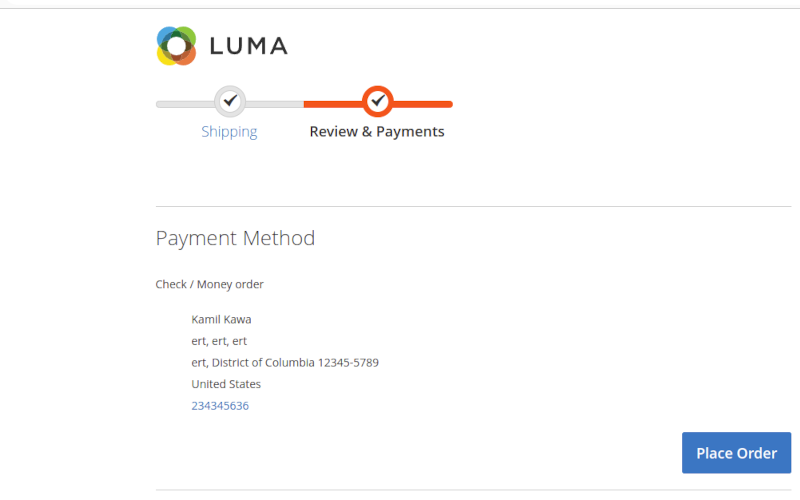 LUMA
Shipping
Review & Payments
Payment Method
Check / Money order
Kamil Kawa
ert, ert, ert
ert, District of Columbia 12345-5789
United States
234345636
Place Order